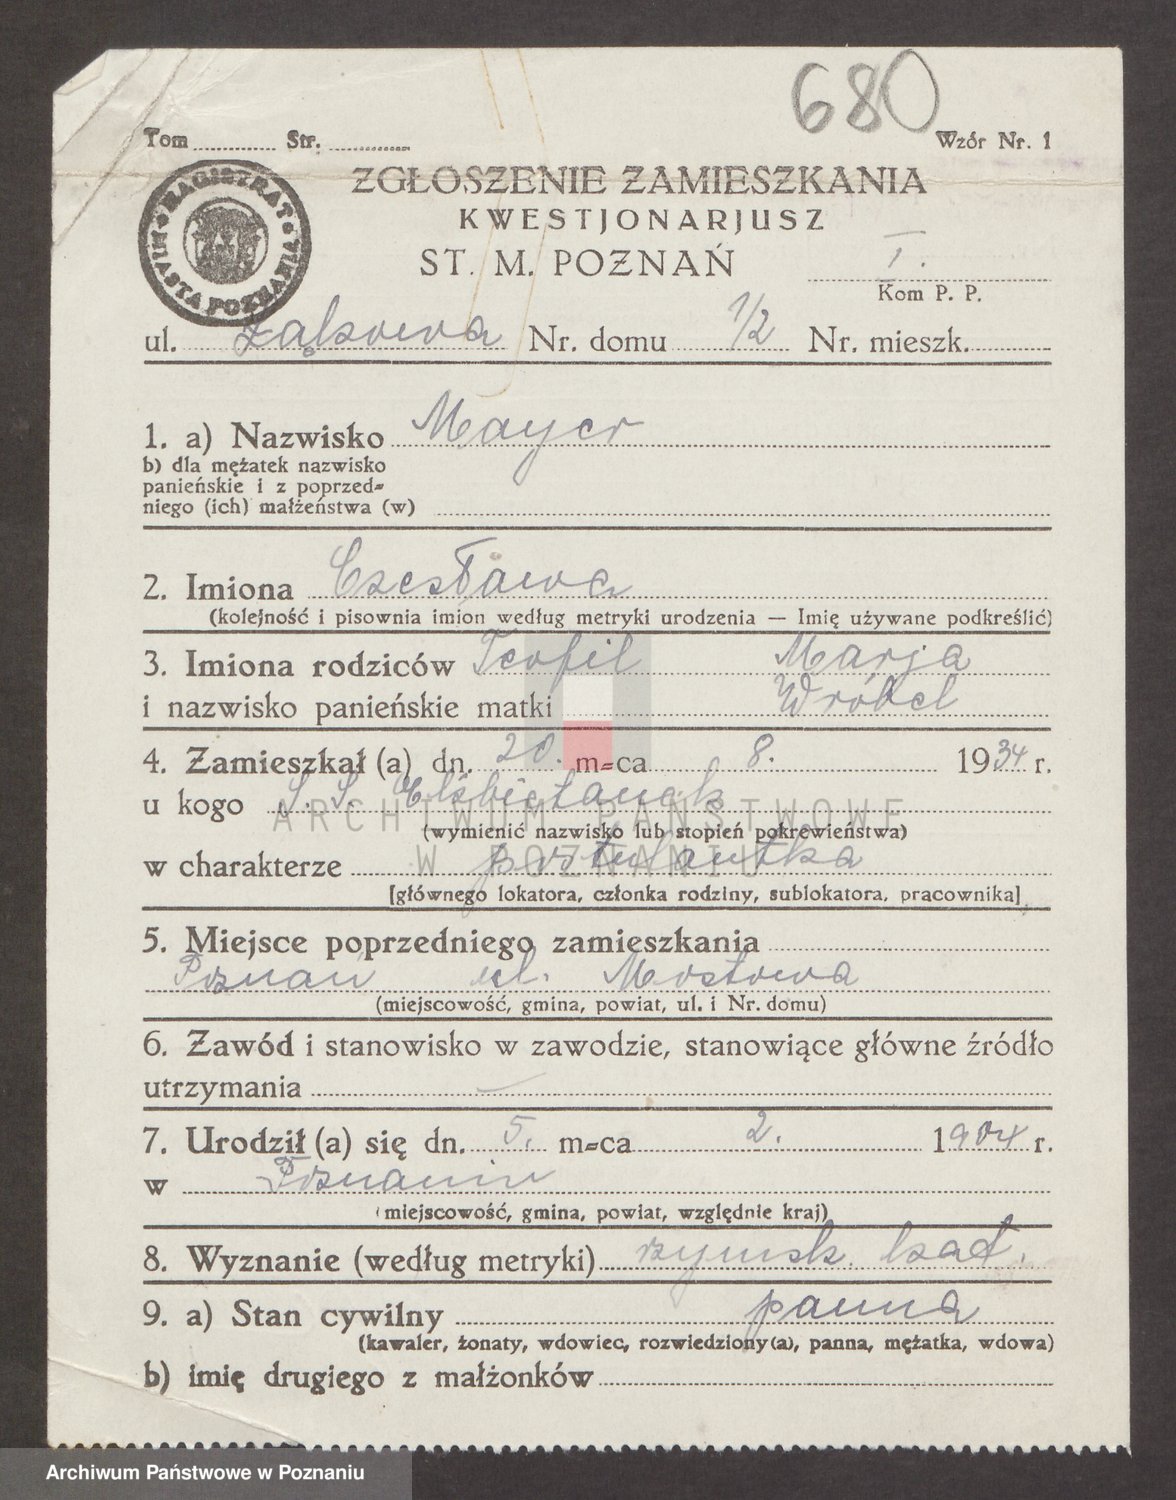 680
Tom ............ Str. ............
Wzór Nr. 1
MAGISTRAT MIASTA POZNANIA
ZGŁOSZENIE ZAMIESZKANIA
KWESTJONARJUSZ
ST. M. POZNAŃ
I.
Kom P. P.
ul. Łąkowa Nr. domu 1/2 Nr. mieszk.
1. a) Nazwisko Mayer
b) dla mężatek nazwisko
panieńskie i z poprzed=
niego (ich) małżeństwa (w)
2. Imiona Czesława
(kolejność i pisownia imion według metryki urodzenia — Imię używane podkreślić)
3. Imiona rodziców Teofil Marja
i nazwisko panieńskie matki Wróbel
4. Zamieszkał (a) dn. 20. m=ca 8. 1934 r.
u kogo S. S. Elżbietanek
ARCHIWUM PAŃSTWOWE
(wymienić nazwisko lub stopień pokrewieństwa)
W POZNANIU
w charakterze postulantka
[głównego lokatora, członka rodziny, sublokatora, pracownika]
5. Miejsce poprzedniego zamieszkania
Poznań ul. Mostowa
(miejscowość, gmina, powiat, ul. i Nr. domu)
6. Zawód i stanowisko w zawodzie, stanowiące główne źródło
utrzymania —
7. Urodził (a) się dn. 5. m=ca 2. 1904 r.
w Poznaniu
(miejscowość, gmina, powiat, względnie kraj)
8. Wyznanie (według metryki) rzymsk. kat.
9. a) Stan cywilny panna
(kawaler, żonaty, wdowiec, rozwiedziony(a), panna, mężatka, wdowa)
b) imię drugiego z małżonków
Archiwum Państwowe w Poznaniu